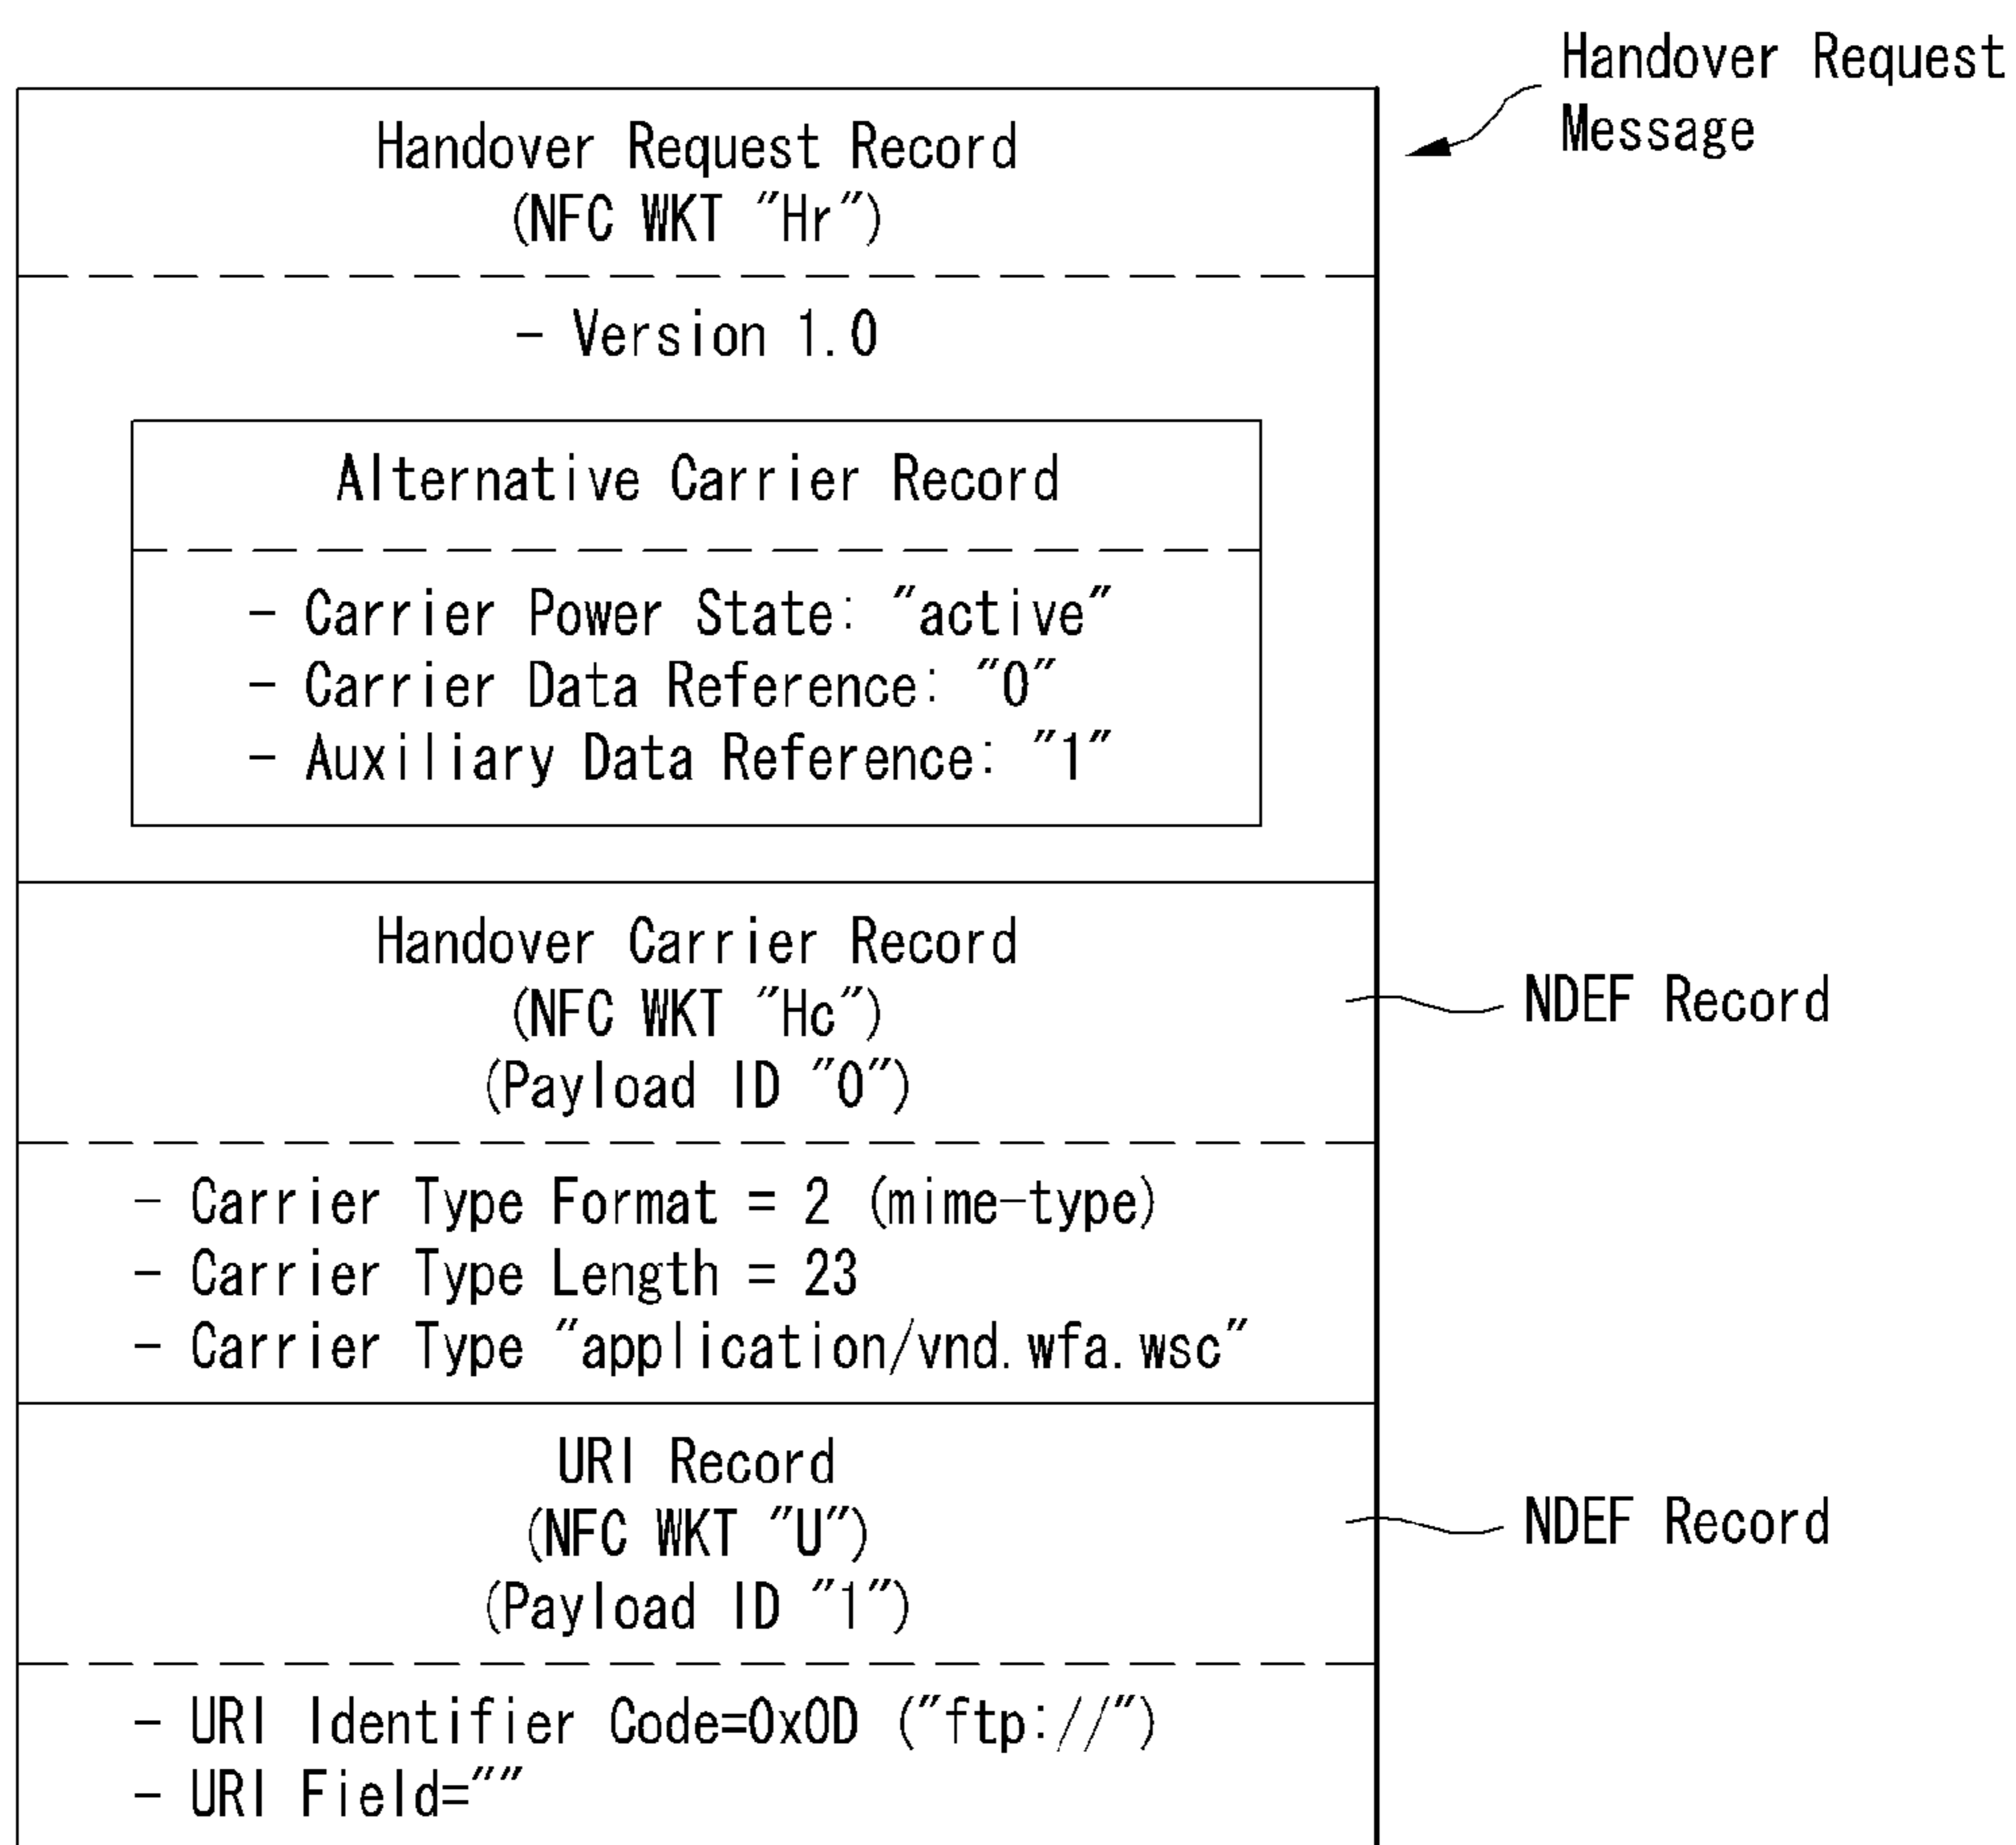 Handover Request
Message
Handover Request Record
(NFC WKT "Hr")
- Version 1.0
Alternative Carrier Record
- Carrier Power State: "active"
- Carrier Data Reference: "0"
- Auxiliary Data Reference: "1"
Handover Carrier Record
(NFC WKT "Hc")
(Payload ID "0")
NDEF Record
- Carrier Type Format = 2 (mime-type)
- Carrier Type Length = 23
- Carrier Type "application/vnd.wfa.wsc"
URI Record
(NFC WKT "U")
(Payload ID "1")
NDEF Record
- URI Identifier Code=0x0D ("ftp://")
- URI Field=""